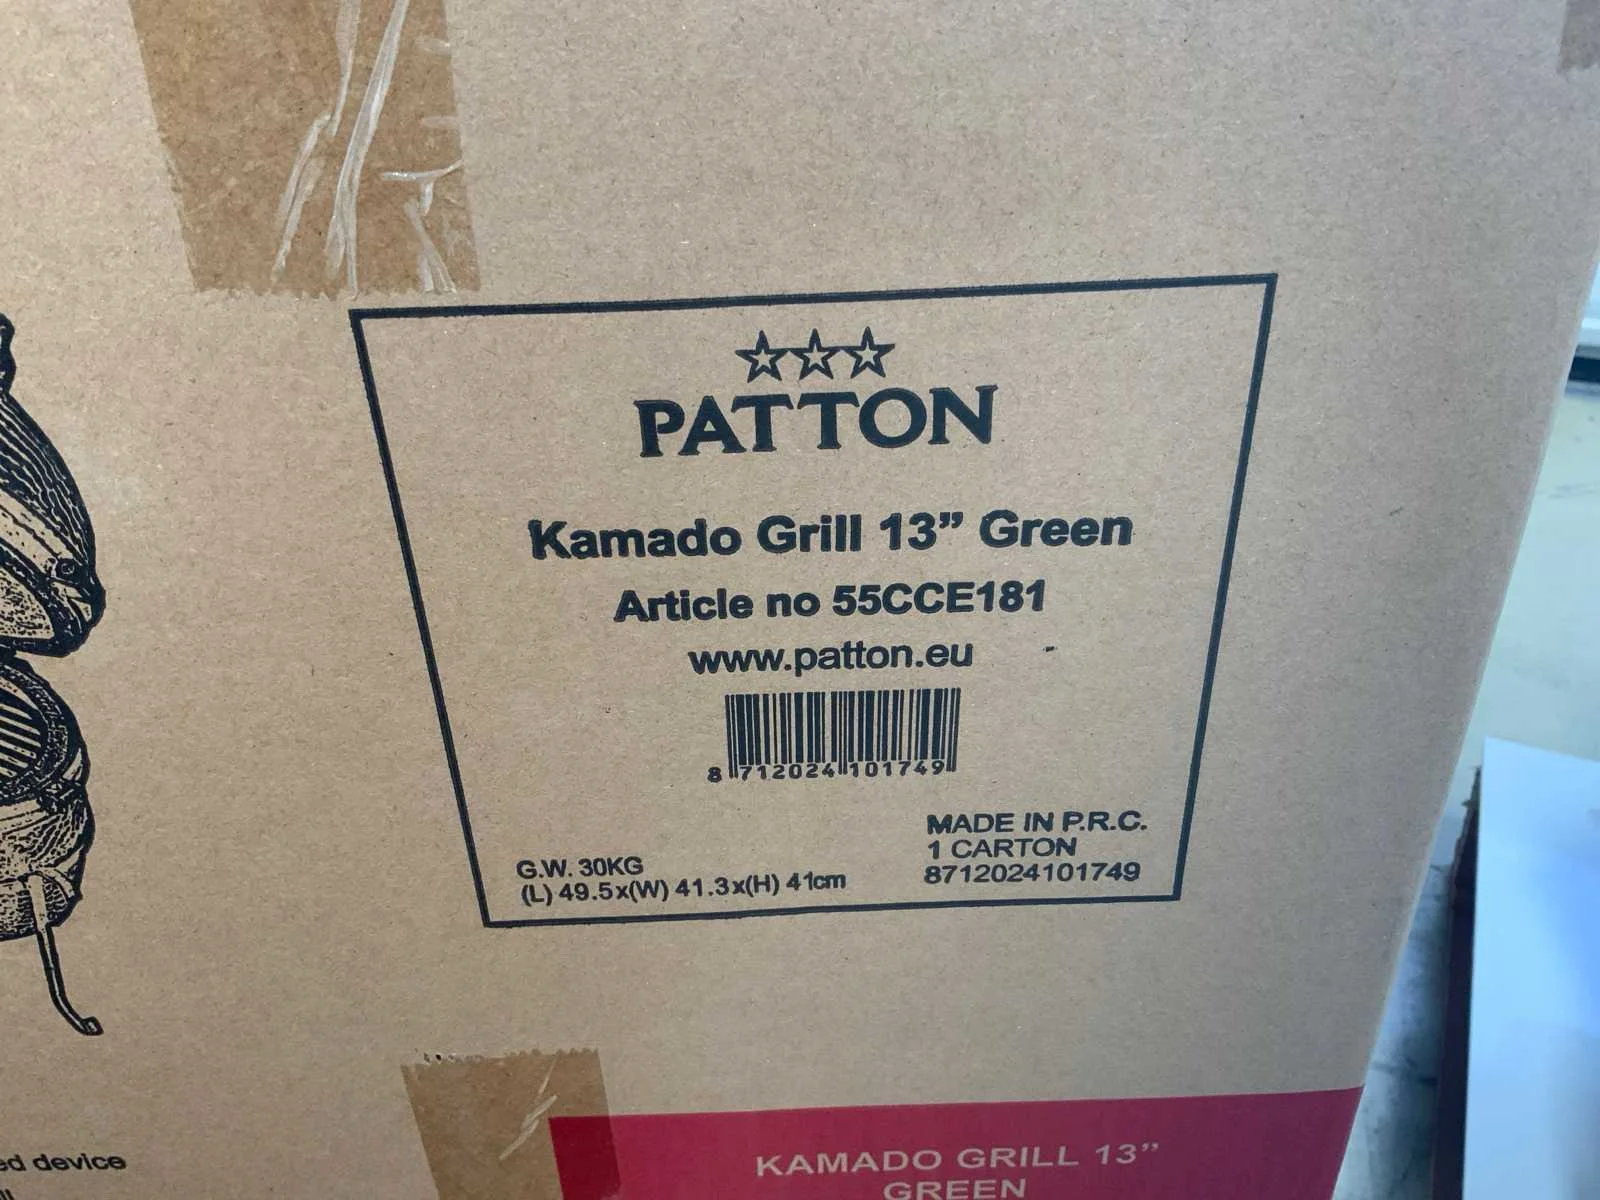 PATTON
Kamado Grill 13” Green
Article no 55CCE181
www.patton.eu
8 712024 101749
MADE IN P.R.C.
1 CARTON
8712024101749
G.W. 30KG
(L) 49.5x(W) 41.3x(H) 41cm
device
KAMADO GRILL 13”
GREEN